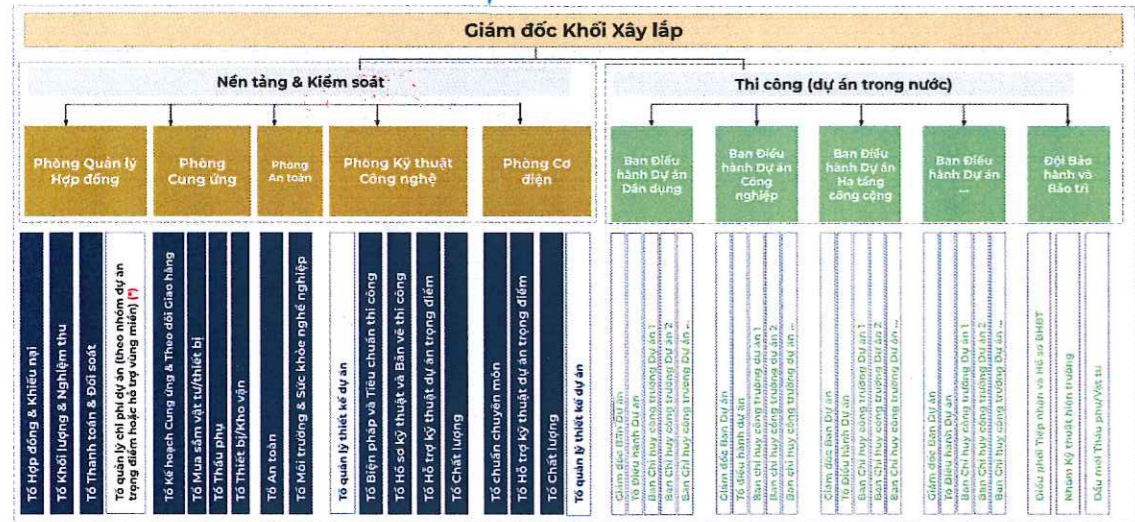 Giám đốc Khối Xây lắp
Nền tảng & Kiểm soát
Thi công (dự án trong nước)
Phòng Quản lý
Hợp đồng
Phòng
Cung ứng
Phòng
An toàn
Phòng Kỹ thuật
Công nghệ
Phòng Cơ
điện
Ban Điều
hành Dự án
Dân dụng
Ban Điều
hành Dự án
Công
nghiệp
Ban Điều
hành Dự án
Hạ tầng
công cộng
Ban Điều
hành Dự án
...
Đội Bảo
hành và
Bảo trì
Tổ Hợp đồng & Khiếu nại
Tổ Khối lượng & Nghiệm thu
Tổ Thanh toán & Đối soát
Tổ quản lý chi phí dự án (theo nhóm dự án
trọng điểm hoặc hỗ trợ vùng miền) (*)
Tổ Kế hoạch Cung ứng & Theo dõi Giao hàng
Tổ Mua sắm vật tư/thiết bị
Tổ Thầu phụ
Tổ Thiết bị/Kho vận
Tổ An toàn
Tổ Môi trường & Sức khỏe nghề nghiệp
Tổ quản lý thiết kế dự án
Tổ Biện pháp và Tiêu chuẩn thi công
Tổ Hồ sơ kỹ thuật và Bản vẽ thi công
Tổ Hỗ trợ kỹ thuật dự án trọng điểm
Tổ Chất lượng
Tổ chuẩn chuyên môn
Tổ Hỗ trợ kỹ thuật dự án trọng điểm
Tổ Chất lượng
Tổ quản lý thiết kế dự án
Giám đốc Ban Dự án
Tổ Điều hành Dự án
Ban Chỉ huy công trường Dự án 1
Ban Chỉ huy công trường Dự án 2
Ban Chỉ huy công trường Dự án ...
Giám đốc Ban Dự án
Tổ điều hành dự án
Ban chỉ huy công trường dự án 1
Ban chỉ huy công trường dự án 2
Ban chỉ huy công trường dự án ...
Giám đốc Ban Dự án
Tổ Điều hành Dự án
Ban Chỉ huy công trường Dự án 1
Ban Chỉ huy công trường Dự án 2
Ban Chỉ huy công trường Dự án ...
Giám đốc Ban Dự án
Tổ Điều hành Dự án
Ban Chỉ huy công trường Dự án 1
Ban Chỉ huy công trường Dự án 2
Ban Chỉ huy công trường Dự án ...
Điều phối Tiếp nhận và Hồ sơ BHBT
Nhóm Kỹ thuật hiện trường
Đầu mối Thầu phụ/Vật tư